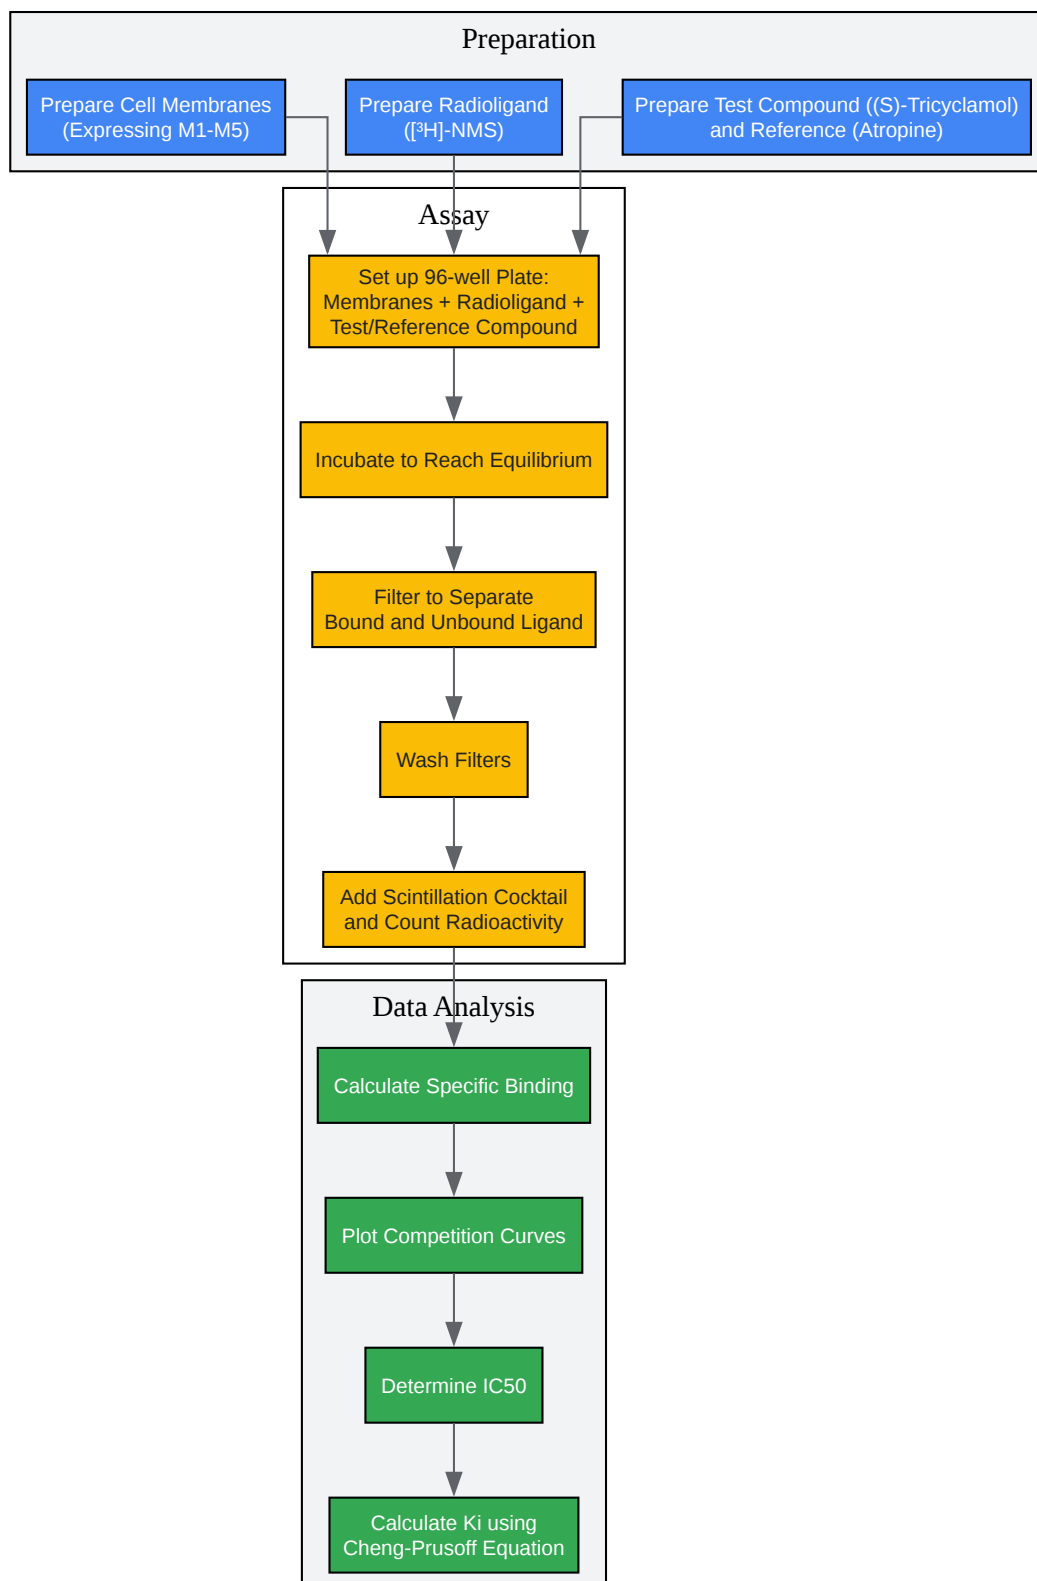 Preparation
Prepare Cell Membranes
(Expressing M1-M5)
Prepare Radioligand
([³H]-NMS)
Prepare Test Compound ((S)-Tricyclamol)
and Reference (Atropine)
Assay
Set up 96-well Plate:
Membranes + Radioligand +
Test/Reference Compound
Incubate to Reach Equilibrium
Filter to Separate
Bound and Unbound Ligand
Wash Filters
Add Scintillation Cocktail
and Count Radioactivity
Data Analysis
Calculate Specific Binding
Plot Competition Curves
Determine IC50
Calculate Ki using
Cheng-Prusoff Equation